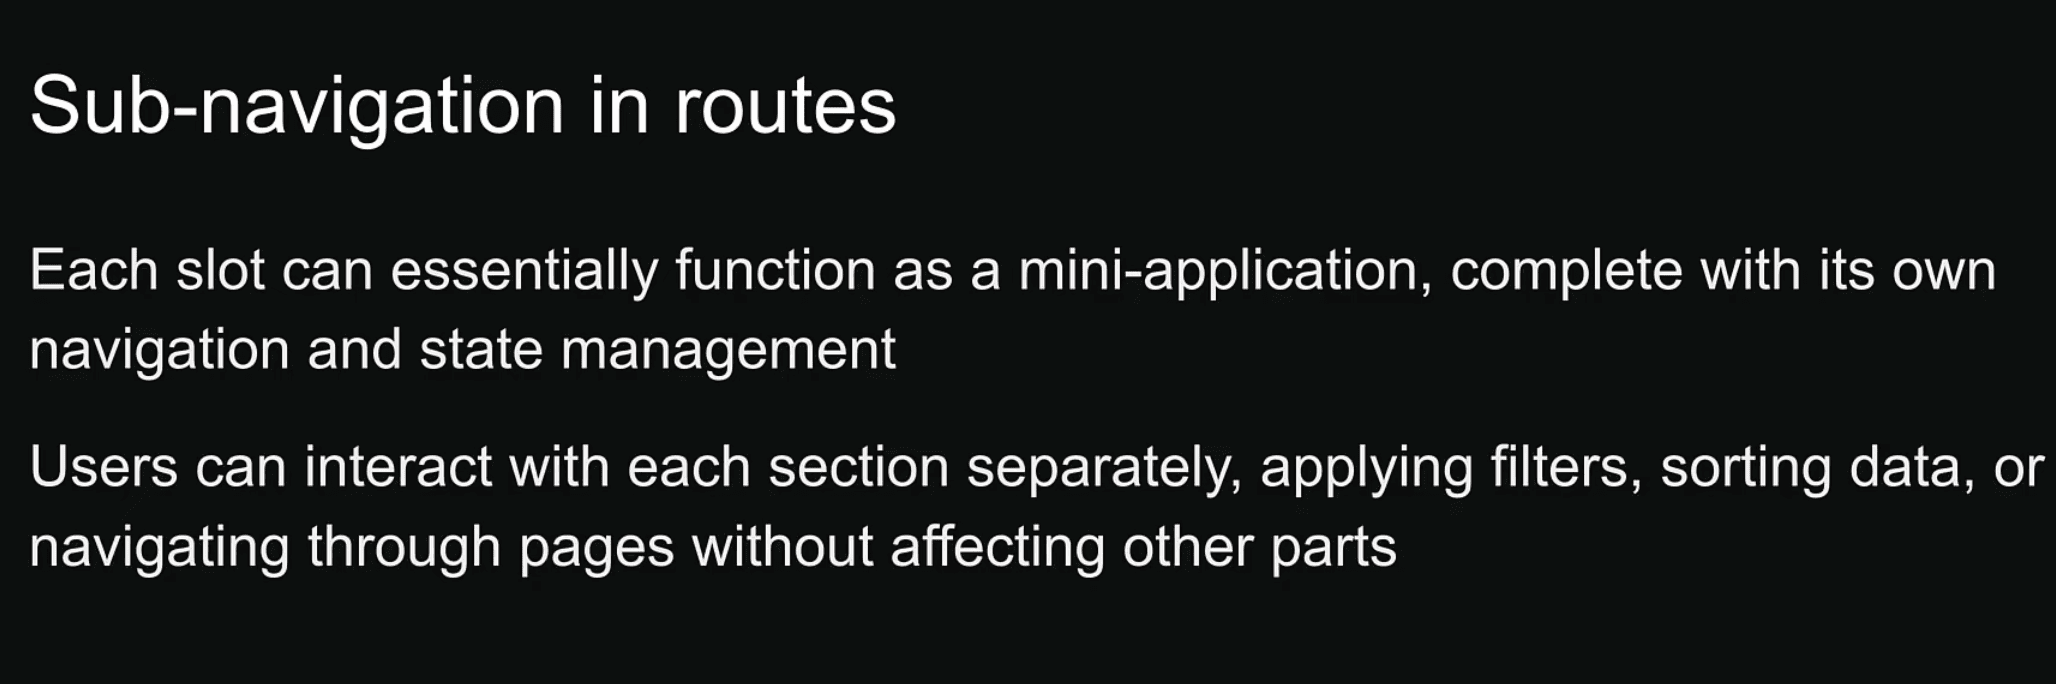 Sub-navigation in routes
Each slot can essentially function as a mini-application, complete with its own
navigation and state management
Users can interact with each section separately, applying filters, sorting data, or
navigating through pages without affecting other parts